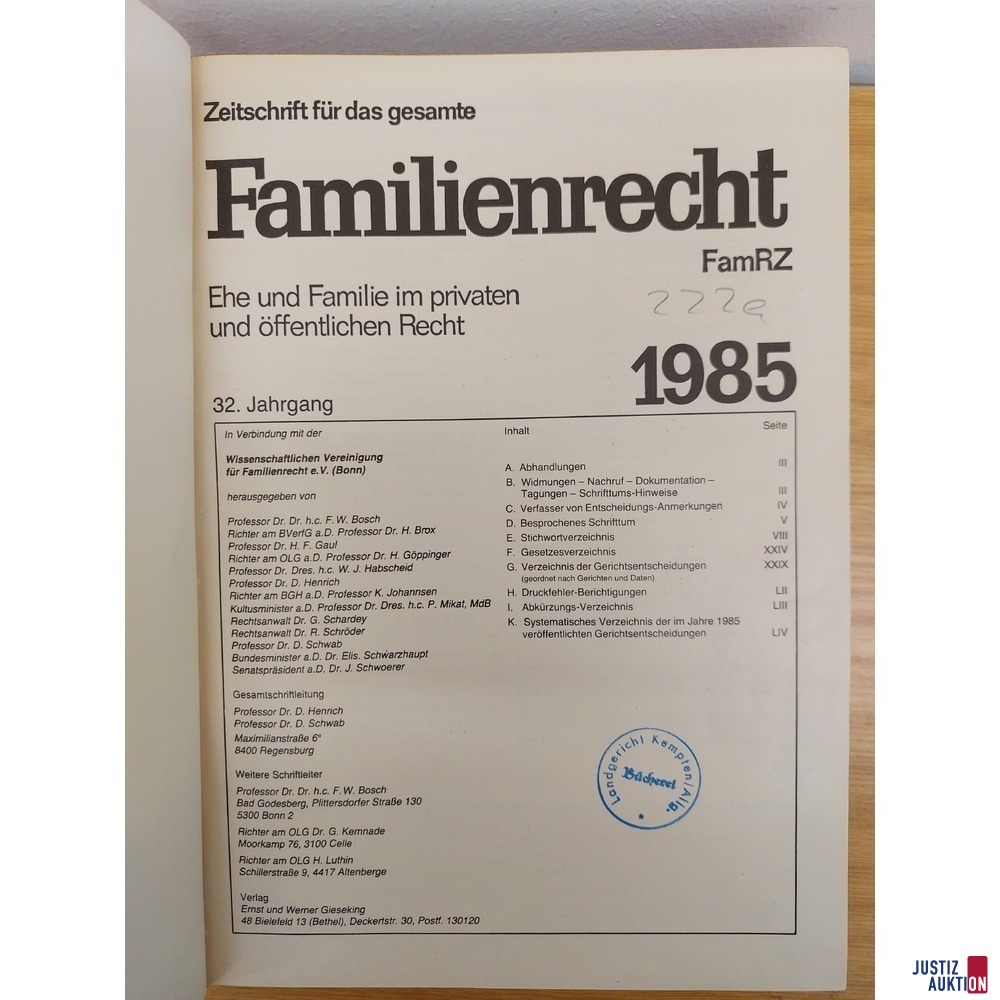 Zeitschrift für das gesamte
Familienrecht
FamRZ
Ehe und Familie im privaten
und öffentlichen Recht
222a
1985
32. Jahrgang
In Verbindung mit der
Wissenschaftlichen Vereinigung
für Familienrecht e.V. (Bonn)
herausgegeben von
Professor Dr. Dr. h.c. F. W. Bosch
Richter am BVerfG a.D. Professor Dr. H. Brox
Professor Dr. H. F. Gaul
Richter am OLG a.D. Professor Dr. H. Göppinger
Professor Dr. Dres. h.c. W. J. Habscheid
Professor Dr. D. Henrich
Richter am BGH a.D. Professor K. Johannsen
Kultusminister a.D. Professor Dr. Dres. h.c. P. Mikat, MdB
Rechtsanwalt Dr. G. Schardey
Rechtsanwalt Dr. R. Schröder
Professor Dr. D. Schwab
Bundesminister a.D. Dr. Elis. Schwarzhaupt
Senatspräsident a.D. Dr. J. Schwoerer
Gesamtschriftleitung
Professor Dr. D. Henrich
Professor Dr. D. Schwab
Maximilianstraße 6ᴵᴵ
8400 Regensburg
Weitere Schriftleiter
Professor Dr. Dr. h.c. F. W. Bosch
Bad Godesberg, Plittersdorfer Straße 130
5300 Bonn 2
Richter am OLG Dr. G. Kemnade
Moorkamp 76, 3100 Celle
Richter am OLG H. Luthin
Schillerstraße 9, 4417 Altenberge
Verlag
Ernst und Werner Gieseking
48 Bielefeld 13 (Bethel), Deckertstr. 30, Postf. 130120
Inhalt Seite
A. Abhandlungen III
B. Widmungen – Nachruf – Dokumentation –
Tagungen – Schrifttums-Hinweise III
C. Verfasser von Entscheidungs-Anmerkungen IV
D. Besprochenes Schrifttum V
E. Stichwortverzeichnis VIII
F. Gesetzesverzeichnis XXIV
G. Verzeichnis der Gerichtsentscheidungen XXIX
(geordnet nach Gerichten und Daten)
H. Druckfehler-Berichtigungen LII
I. Abkürzungs-Verzeichnis LIII
K. Systematisches Verzeichnis der im Jahre 1985
veröffentlichten Gerichtsentscheidungen LIV
Landgericht Kempten/Allg.
Bücherei
JUSTIZ
AUKTION